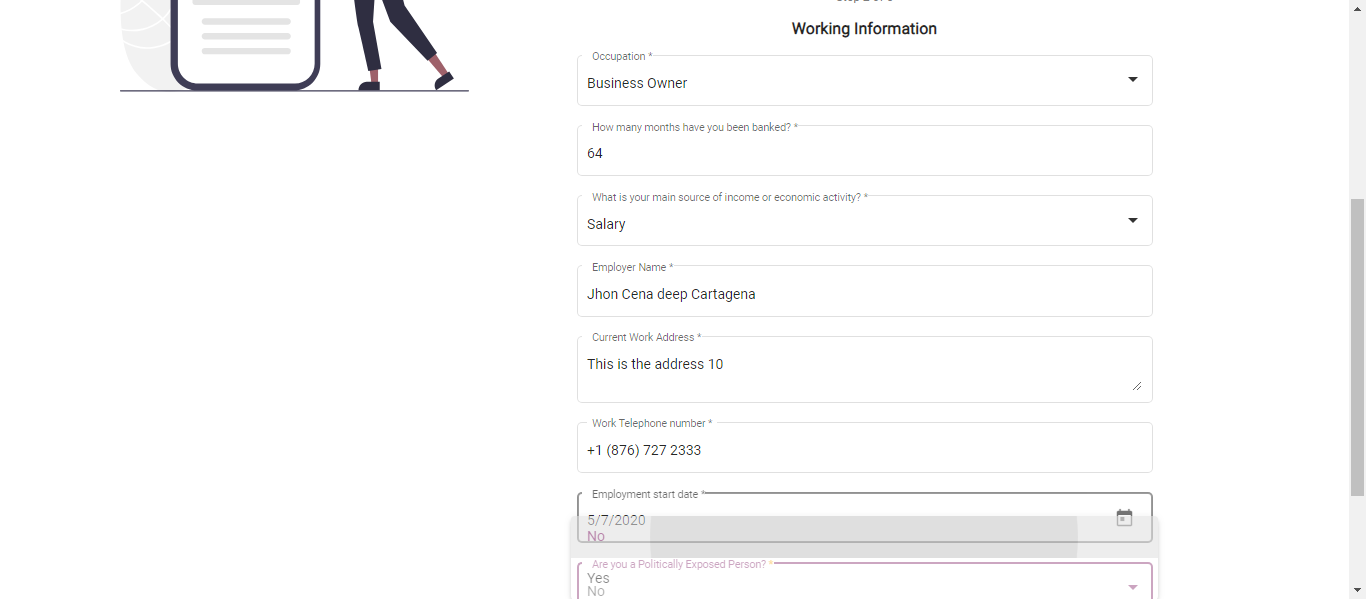 Working Information
Occupation *
Business Owner
How many months have you been banked? *
64
What is your main source of income or economic activity? *
Salary
Employer Name *
Jhon Cena deep Cartagena
Current Work Address *
This is the address 10
Work Telephone number *
+1 (876) 727 2333
Employment start date *
5/7/2020
No
Are you a Politically Exposed Person? *
Yes
No